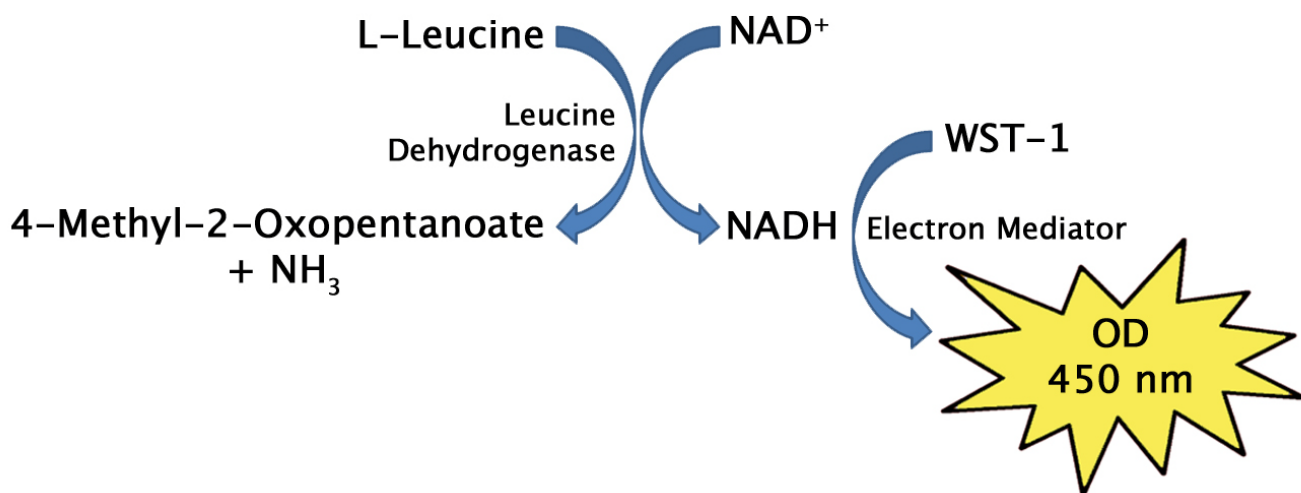 L-Leucine
NAD⁺
Leucine
Dehydrogenase
WST-1
4-Methyl-2-Oxopentanoate
+ NH₃
NADH
Electron Mediator
OD
450 nm